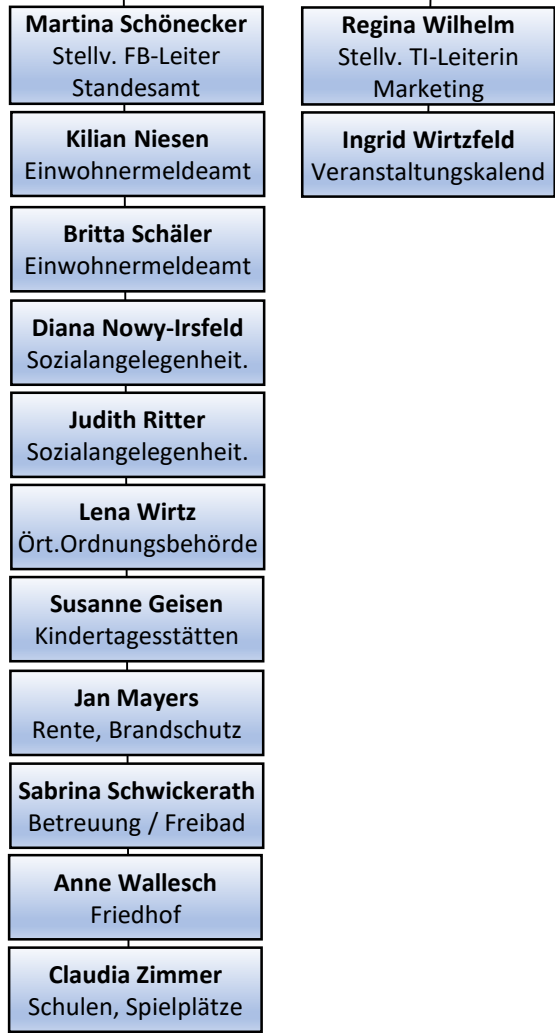 Martina Schönecker
Stellv. FB-Leiter
Standesamt
Kilian Niesen
Einwohnermeldeamt
Britta Schäler
Einwohnermeldeamt
Diana Nowy-Irsfeld
Sozialangelegenheit.
Judith Ritter
Sozialangelegenheit.
Lena Wirtz
Ört.Ordnungsbehörde
Susanne Geisen
Kindertagesstätten
Jan Mayers
Rente, Brandschutz
Sabrina Schwickerath
Betreuung / Freibad
Anne Wallesch
Friedhof
Claudia Zimmer
Schulen, Spielplätze
Regina Wilhelm
Stellv. TI-Leiterin
Marketing
Ingrid Wirtzfeld
Veranstaltungskalend